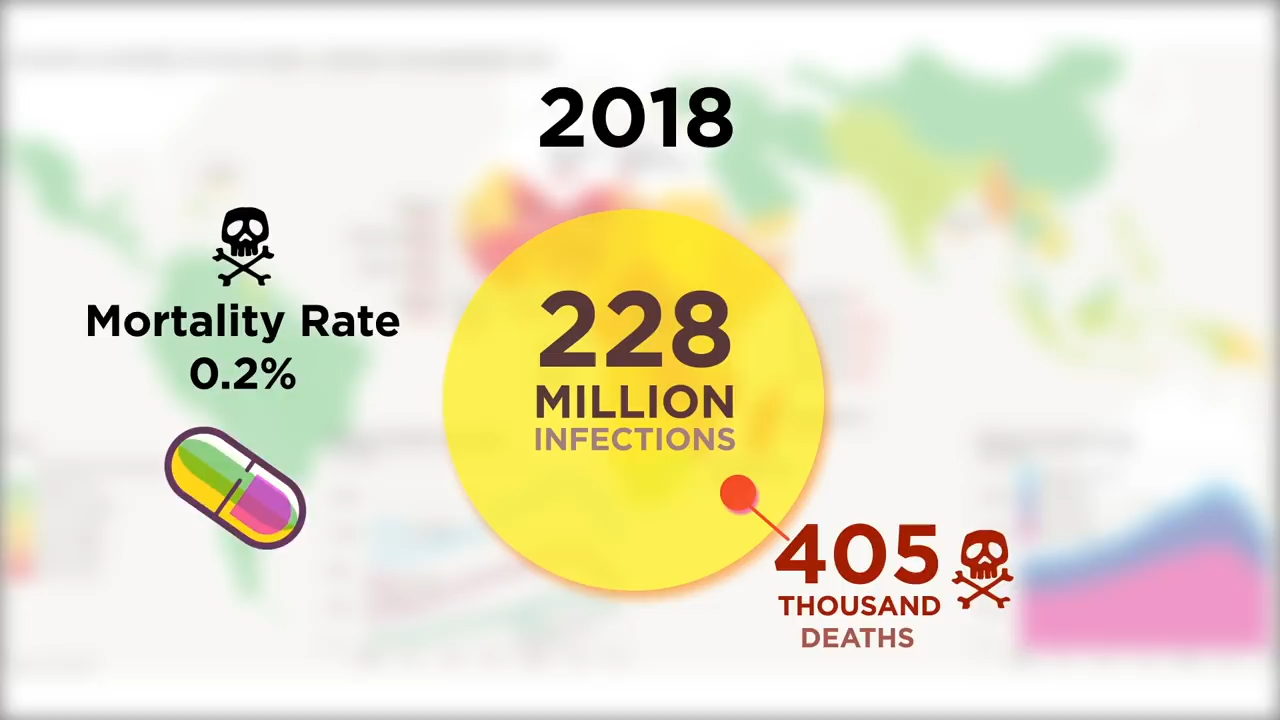 2018
Mortality Rate
0.2%
228
MILLION
INFECTIONS
405
THOUSAND
DEATHS